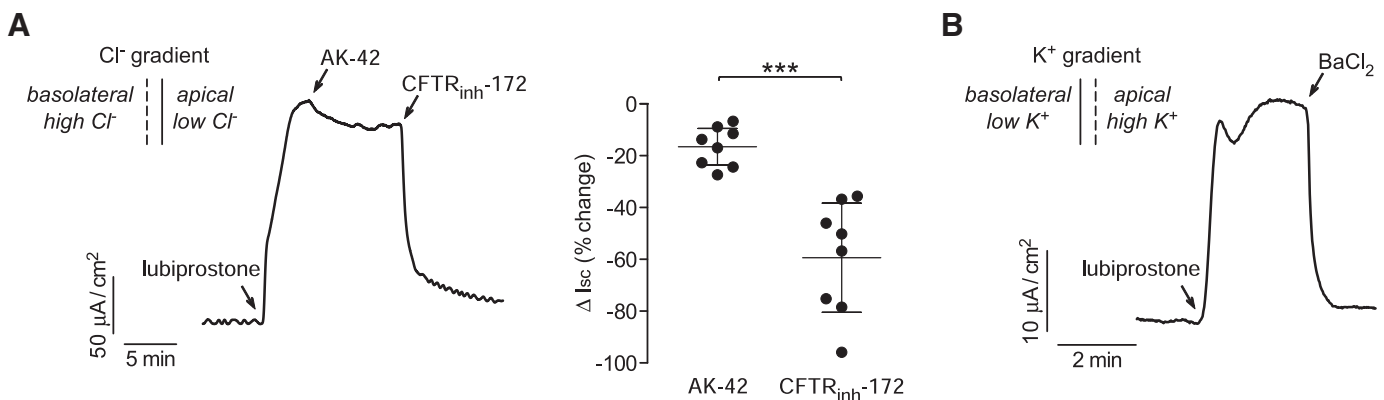 A
Cl⁻ gradient
basolateral
high Cl⁻
apical
low Cl⁻
AK-42
CFTRinh-172
lubiprostone
50 µA/cm²
5 min
***
Δ Isc (% change)
0
-20
-40
-60
-80
-100
AK-42
CFTRinh-172
B
K⁺ gradient
basolateral
low K⁺
apical
high K⁺
BaCl₂
lubiprostone
10 µA/cm²
2 min